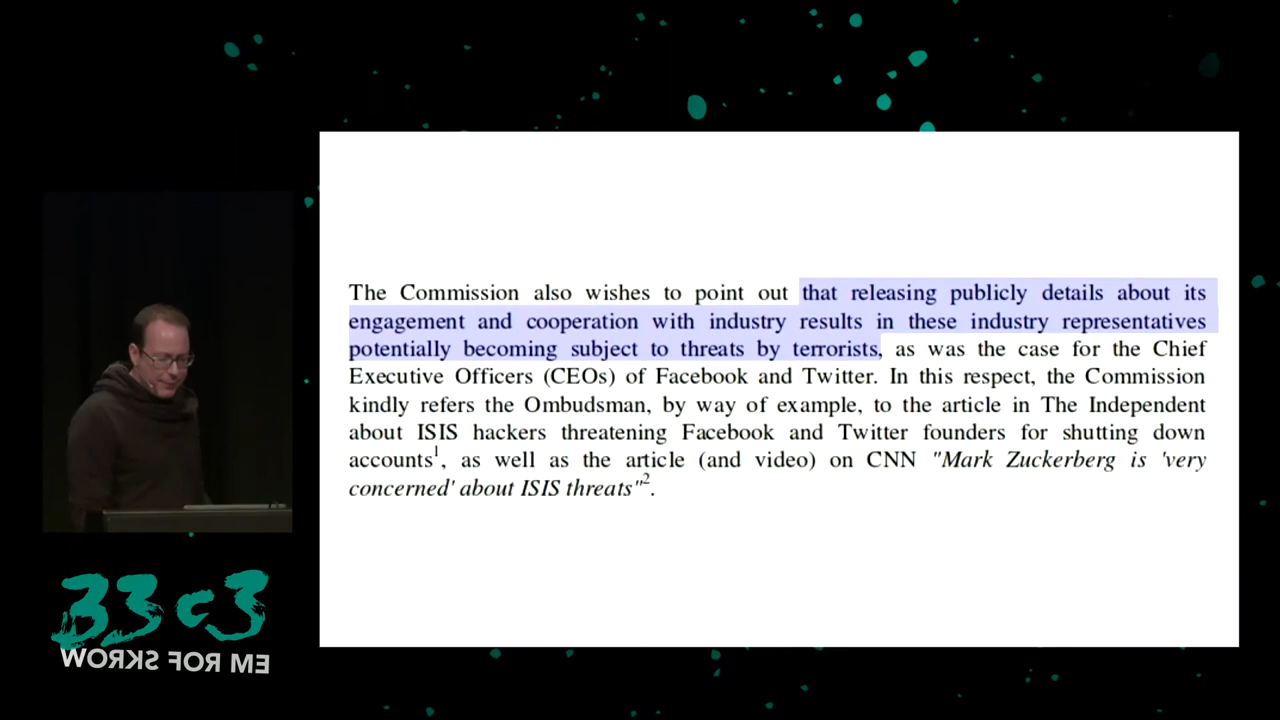 The Commission also wishes to point out that releasing publicly details about its
engagement and cooperation with industry results in these industry representatives
potentially becoming subject to threats by terrorists, as was the case for the Chief
Executive Officers (CEOs) of Facebook and Twitter. In this respect, the Commission
kindly refers the Ombudsman, by way of example, to the article in The Independent
about ISIS hackers threatening Facebook and Twitter founders for shutting down
accounts¹, as well as the article (and video) on CNN "Mark Zuckerberg is 'very
concerned' about ISIS threats"².
33c3
WORKS FOR ME